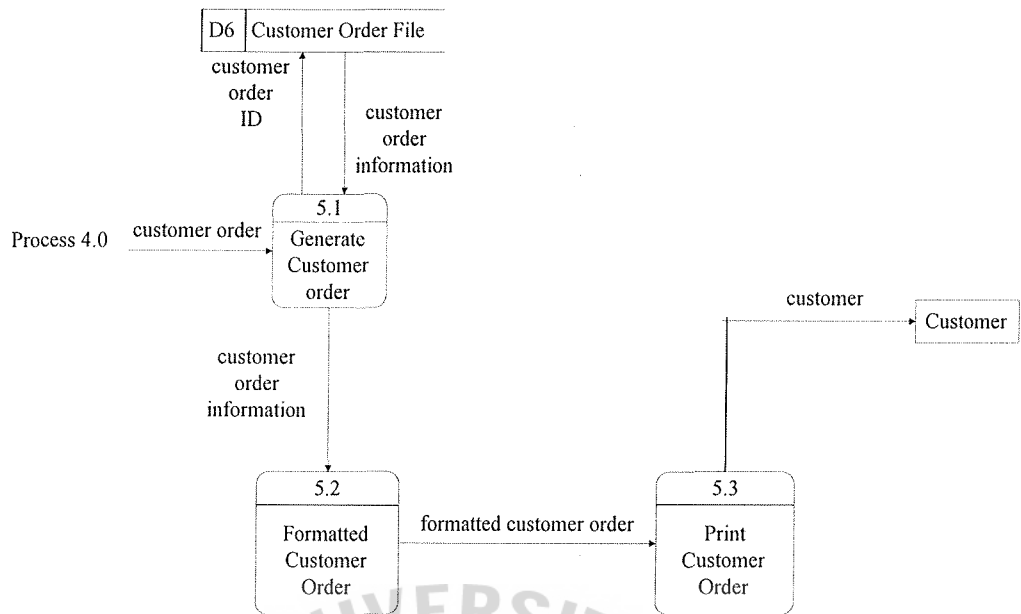 D6 Customer Order File
customer
order
ID
customer
order
information
Process 4.0
customer order
5.1
Generate
Customer
order
customer
Customer
customer
order
information
5.2
Formatted
Customer
Order
formatted customer order
5.3
Print
Customer
Order